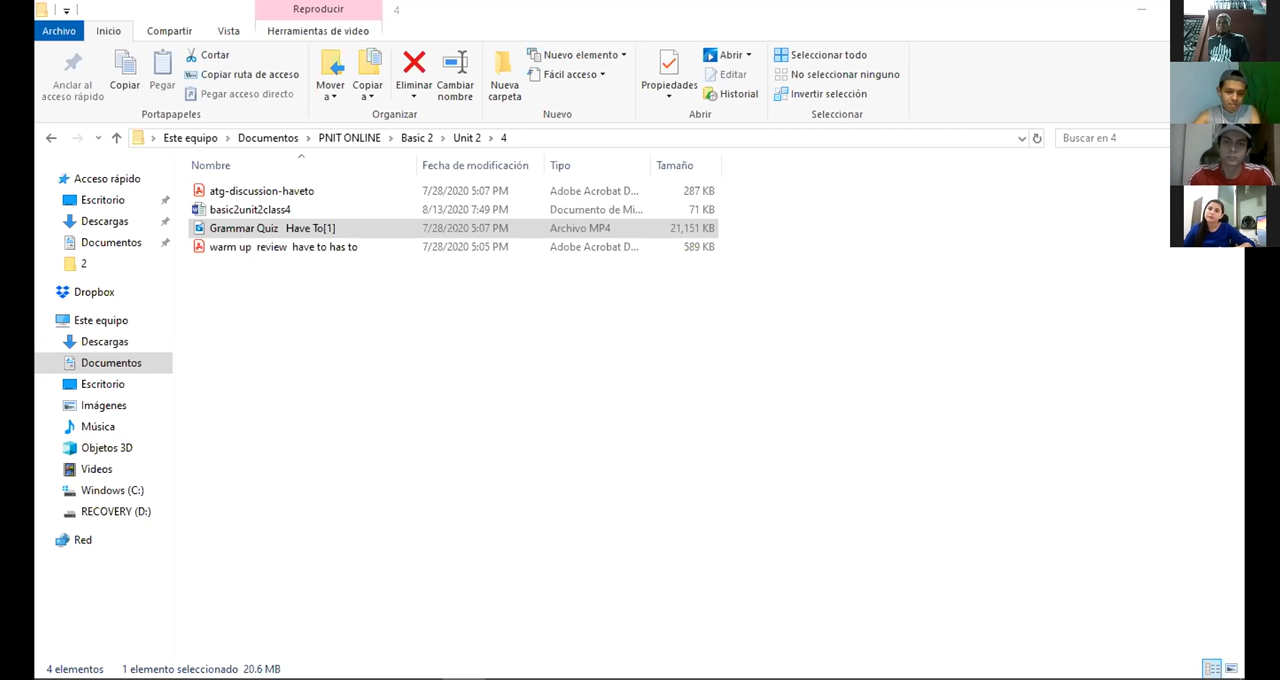 Reproducir
4
Archivo
Inicio
Compartir
Vista
Herramientas de video
Anclar al acceso rápido
Copiar
Pegar
Cortar
Copiar ruta de acceso
Pegar acceso directo
Portapapeles
Mover a
Copiar a
Eliminar
Cambiar nombre
Organizar
Nueva carpeta
Nuevo elemento
Fácil acceso
Nuevo
Propiedades
Abrir
Editar
Historial
Abrir
Seleccionar todo
No seleccionar ninguno
Invertir selección
Seleccionar
Este equipo > Documentos > PNIT ONLINE > Basic 2 > Unit 2 > 4
Buscar en 4
Nombre Fecha de modificación Tipo Tamaño
atg-discussion-haveto 7/28/2020 5:07 PM Adobe Acrobat D... 287 KB
basic2unit2class4 8/13/2020 7:49 PM Documento de Mi... 71 KB
Grammar Quiz Have To[1] 7/28/2020 5:07 PM Archivo MP4 21,151 KB
warm up review have to has to 7/28/2020 5:05 PM Adobe Acrobat D... 589 KB
Acceso rápido
Escritorio
Descargas
Documentos
2
Dropbox
Este equipo
Descargas
Documentos
Escritorio
Imágenes
Música
Objetos 3D
Videos
Windows (C:)
RECOVERY (D:)
Red
4 elementos 1 elemento seleccionado 20.6 MB